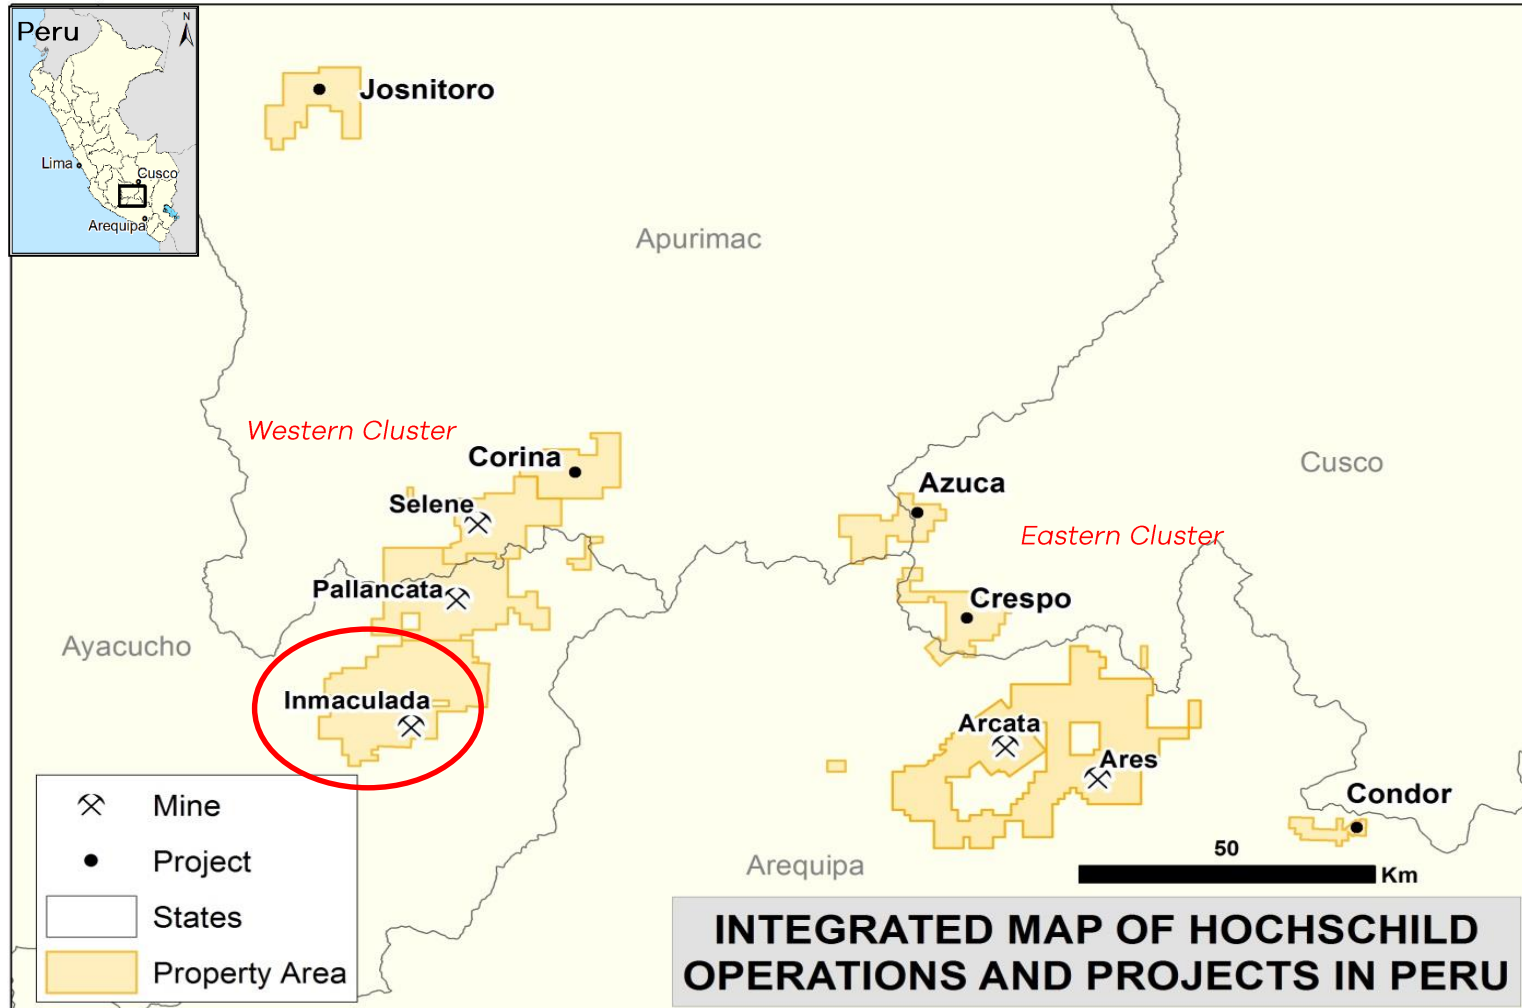 Peru
N
Lima
Cusco
Arequipa
Josnitoro
Apurimac
Western Cluster
Corina
Selene
Pallancata
Ayacucho
Inmaculada
Azuca
Cusco
Eastern Cluster
Crespo
Arcata
Ares
Condor
Arequipa
50
Km
Mine
Project
States
Property Area
INTEGRATED MAP OF HOCHSCHILD
OPERATIONS AND PROJECTS IN PERU